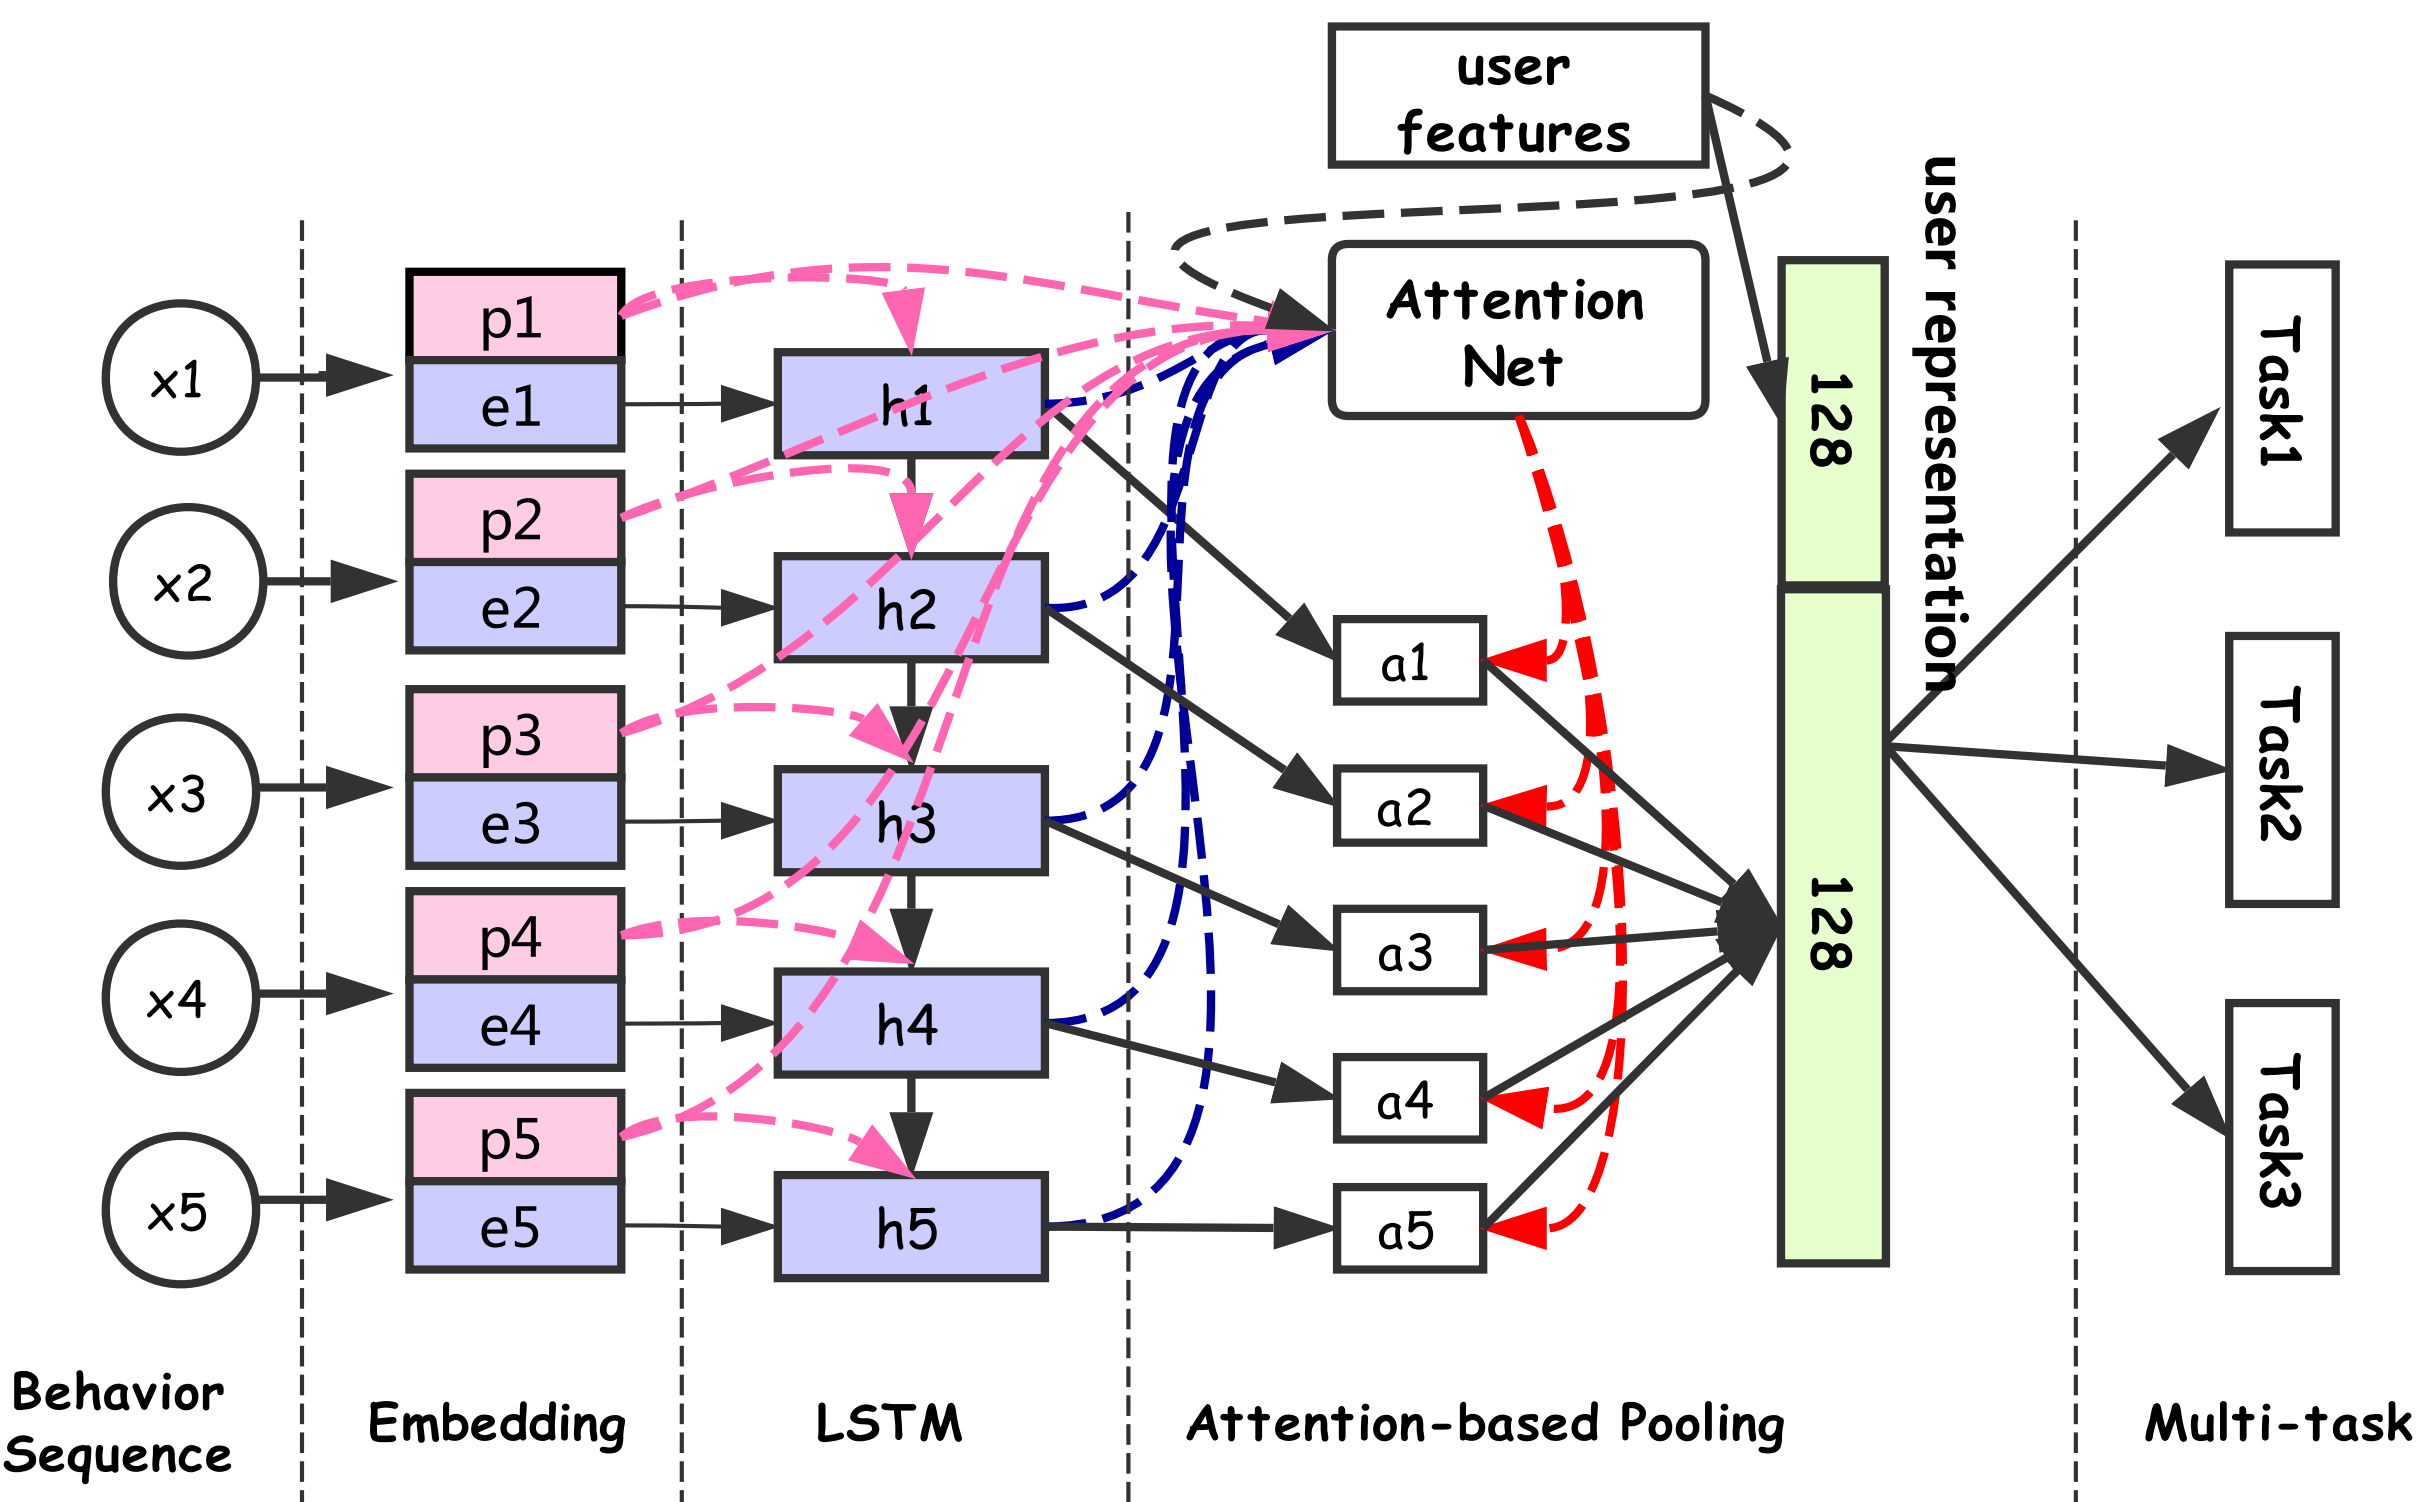 user
features
Attention
Net
user representation
p1
e1
p2
e2
p3
e3
p4
e4
p5
e5
x1
x2
x3
x4
x5
h1
h2
h3
h4
h5
a1
a2
a3
a4
a5
128
128
Task1
Task2
Task3
Behavior
Sequence
Embedding
LSTM
Attention-based Pooling
Multi-task